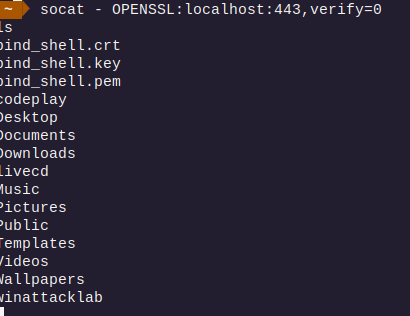 ~ socat - OPENSSL:localhost:443,verify=0
ls
bind_shell.crt
bind_shell.key
bind_shell.pem
codeplay
Desktop
Documents
Downloads
livecd
Music
Pictures
Public
Templates
Videos
Wallpapers
winattacklab